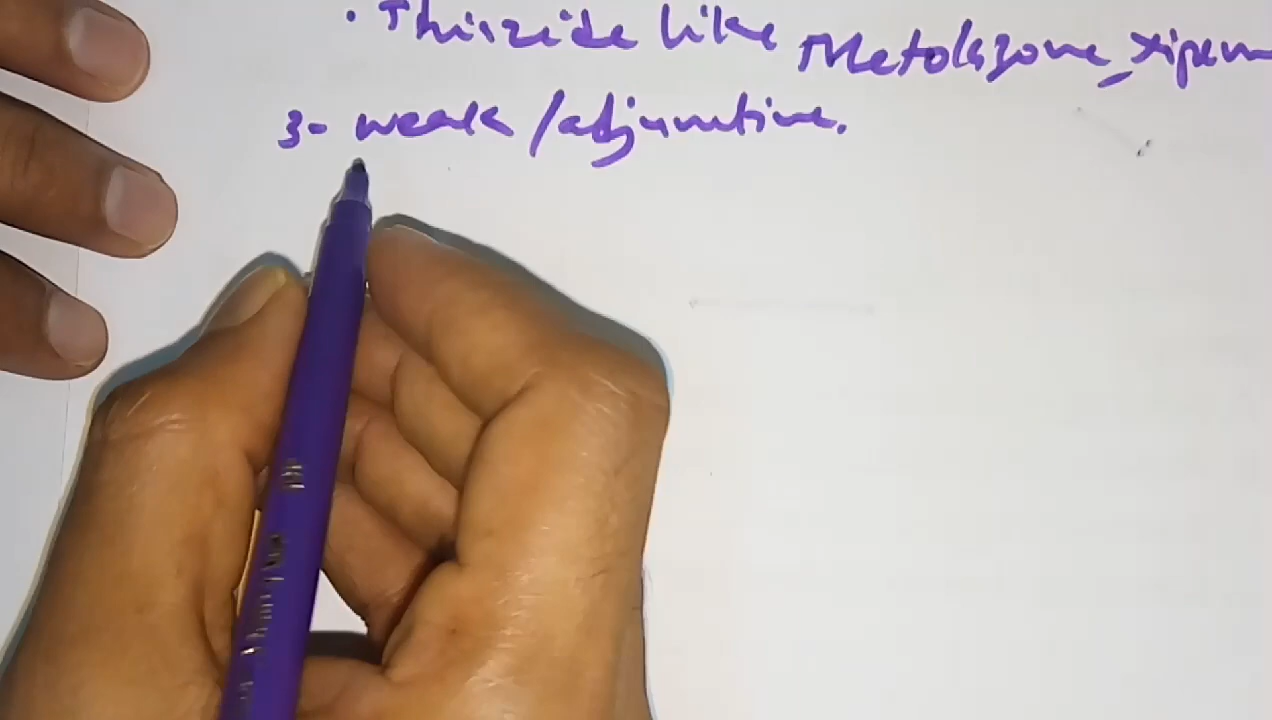 • Thiazide like Metolazone, xipam
3- weak/adjunctive.